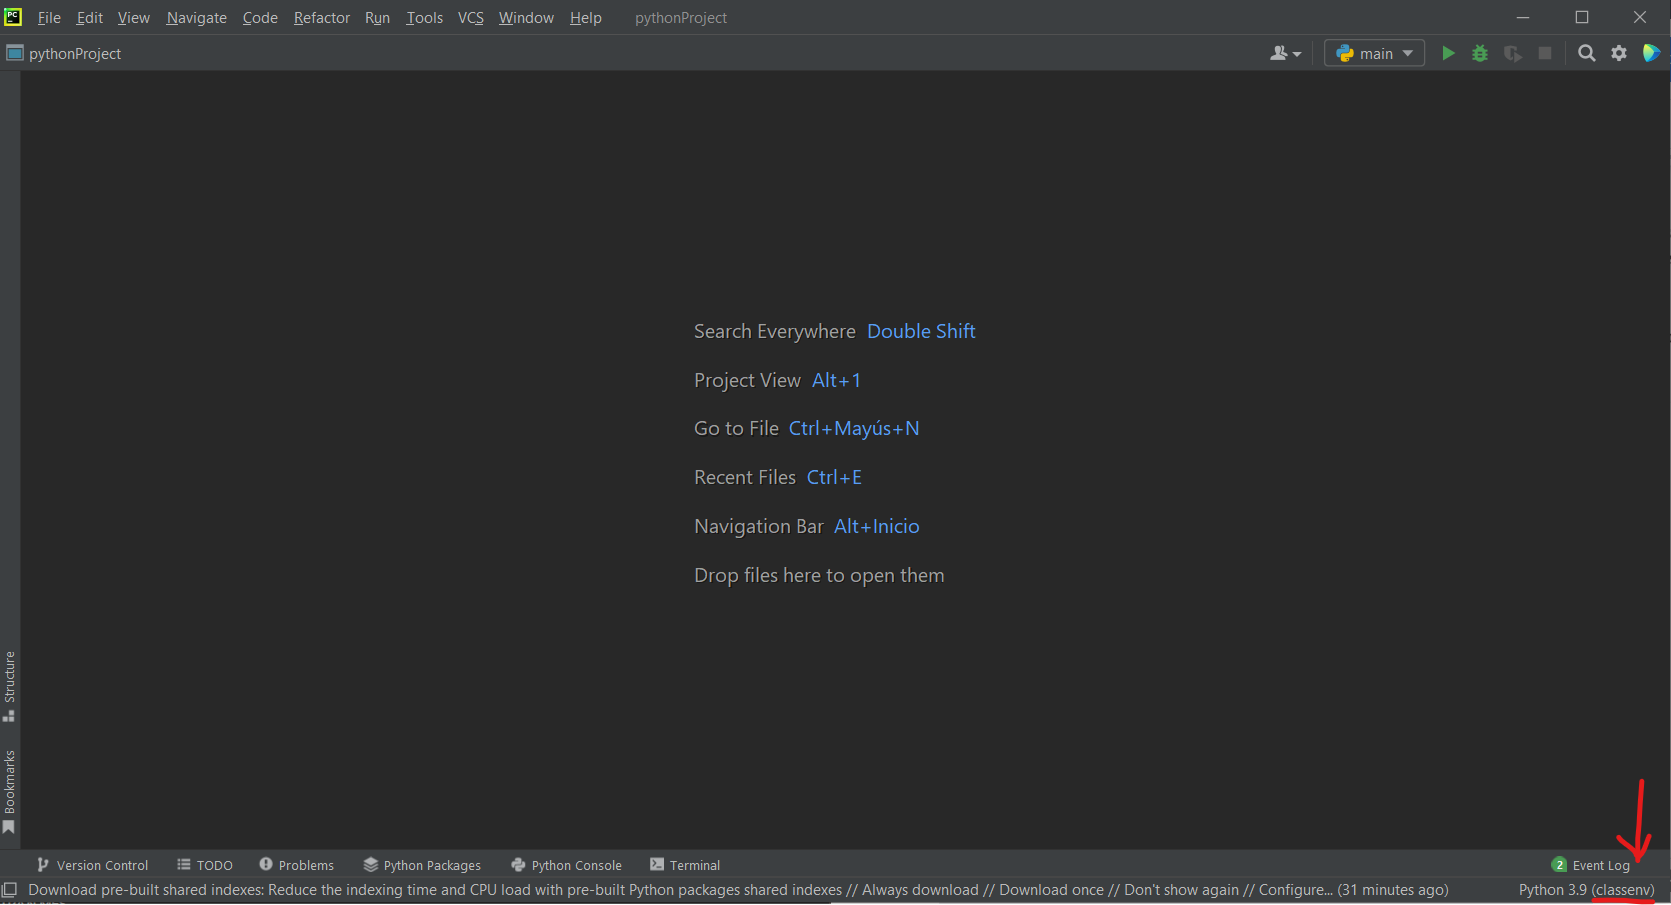 PC File Edit View Navigate Code Refactor Run Tools VCS Window Help pythonProject
pythonProject main
Search Everywhere Double Shift
Project View Alt+1
Go to File Ctrl+Mayús+N
Recent Files Ctrl+E
Navigation Bar Alt+Inicio
Drop files here to open them
Structure
Bookmarks
Version Control TODO Problems Python Packages Python Console Terminal 2 Event Log
Download pre-built shared indexes: Reduce the indexing time and CPU load with pre-built Python packages shared indexes // Always download // Download once // Don't show again // Configure... (31 minutes ago) Python 3.9 (classenv)